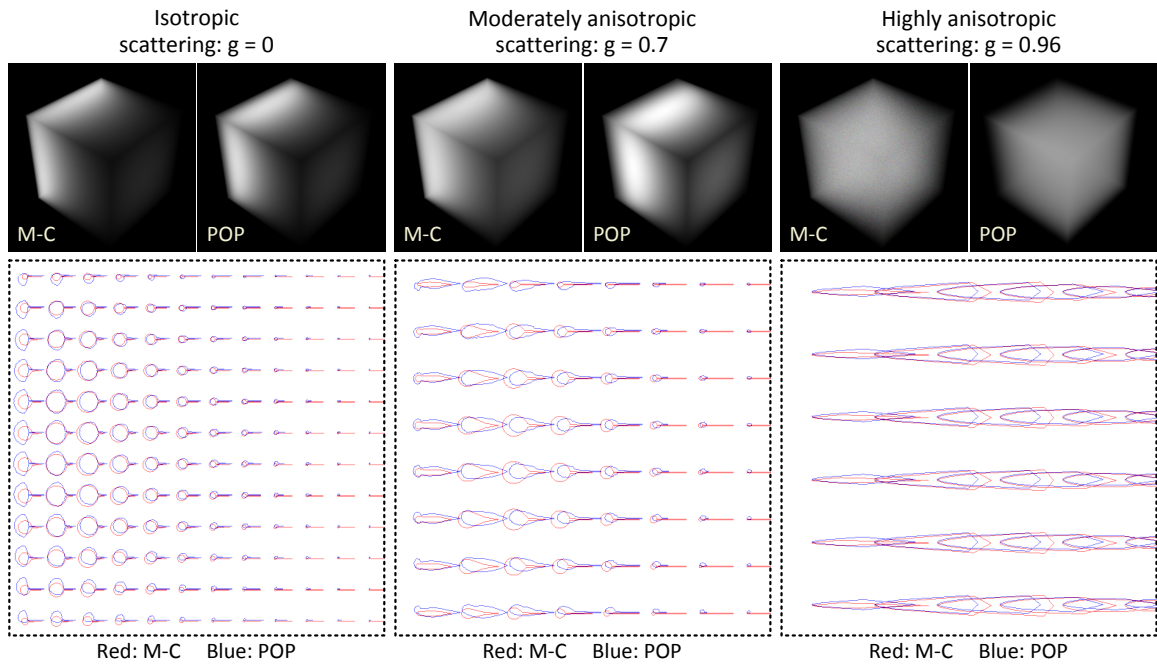 Isotropic
scattering: g = 0
Moderately anisotropic
scattering: g = 0.7
Highly anisotropic
scattering: g = 0.96
M-C
POP
M-C
POP
M-C
POP
Red: M-C Blue: POP
Red: M-C Blue: POP
Red: M-C Blue: POP